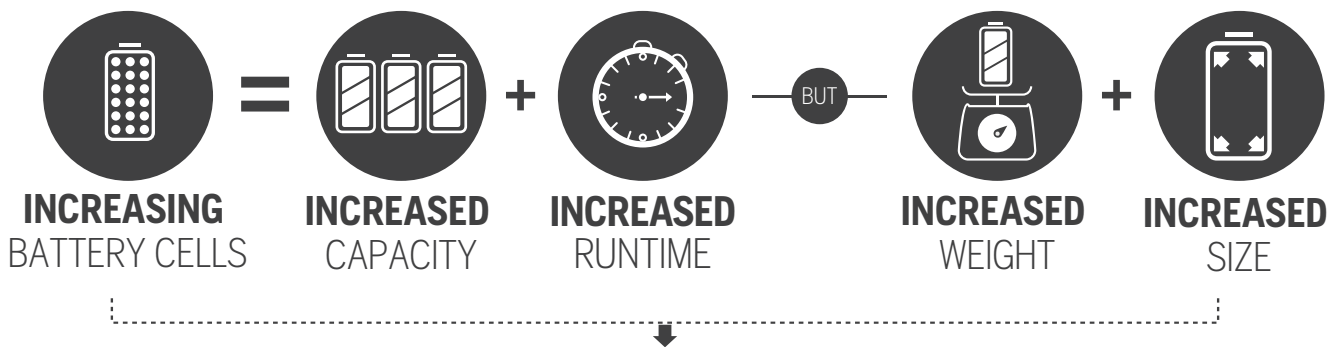 BUT
INCREASING
BATTERY CELLS
INCREASED
CAPACITY
INCREASED
RUNTIME
INCREASED
WEIGHT
INCREASED
SIZE